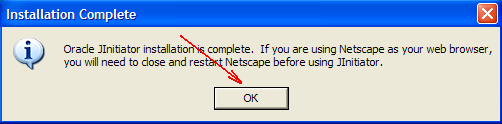 Installation Complete
Oracle JInitiator installation is complete.  If you are using Netscape as your web browser,
you will need to close and restart Netscape before using JInitiator.
OK